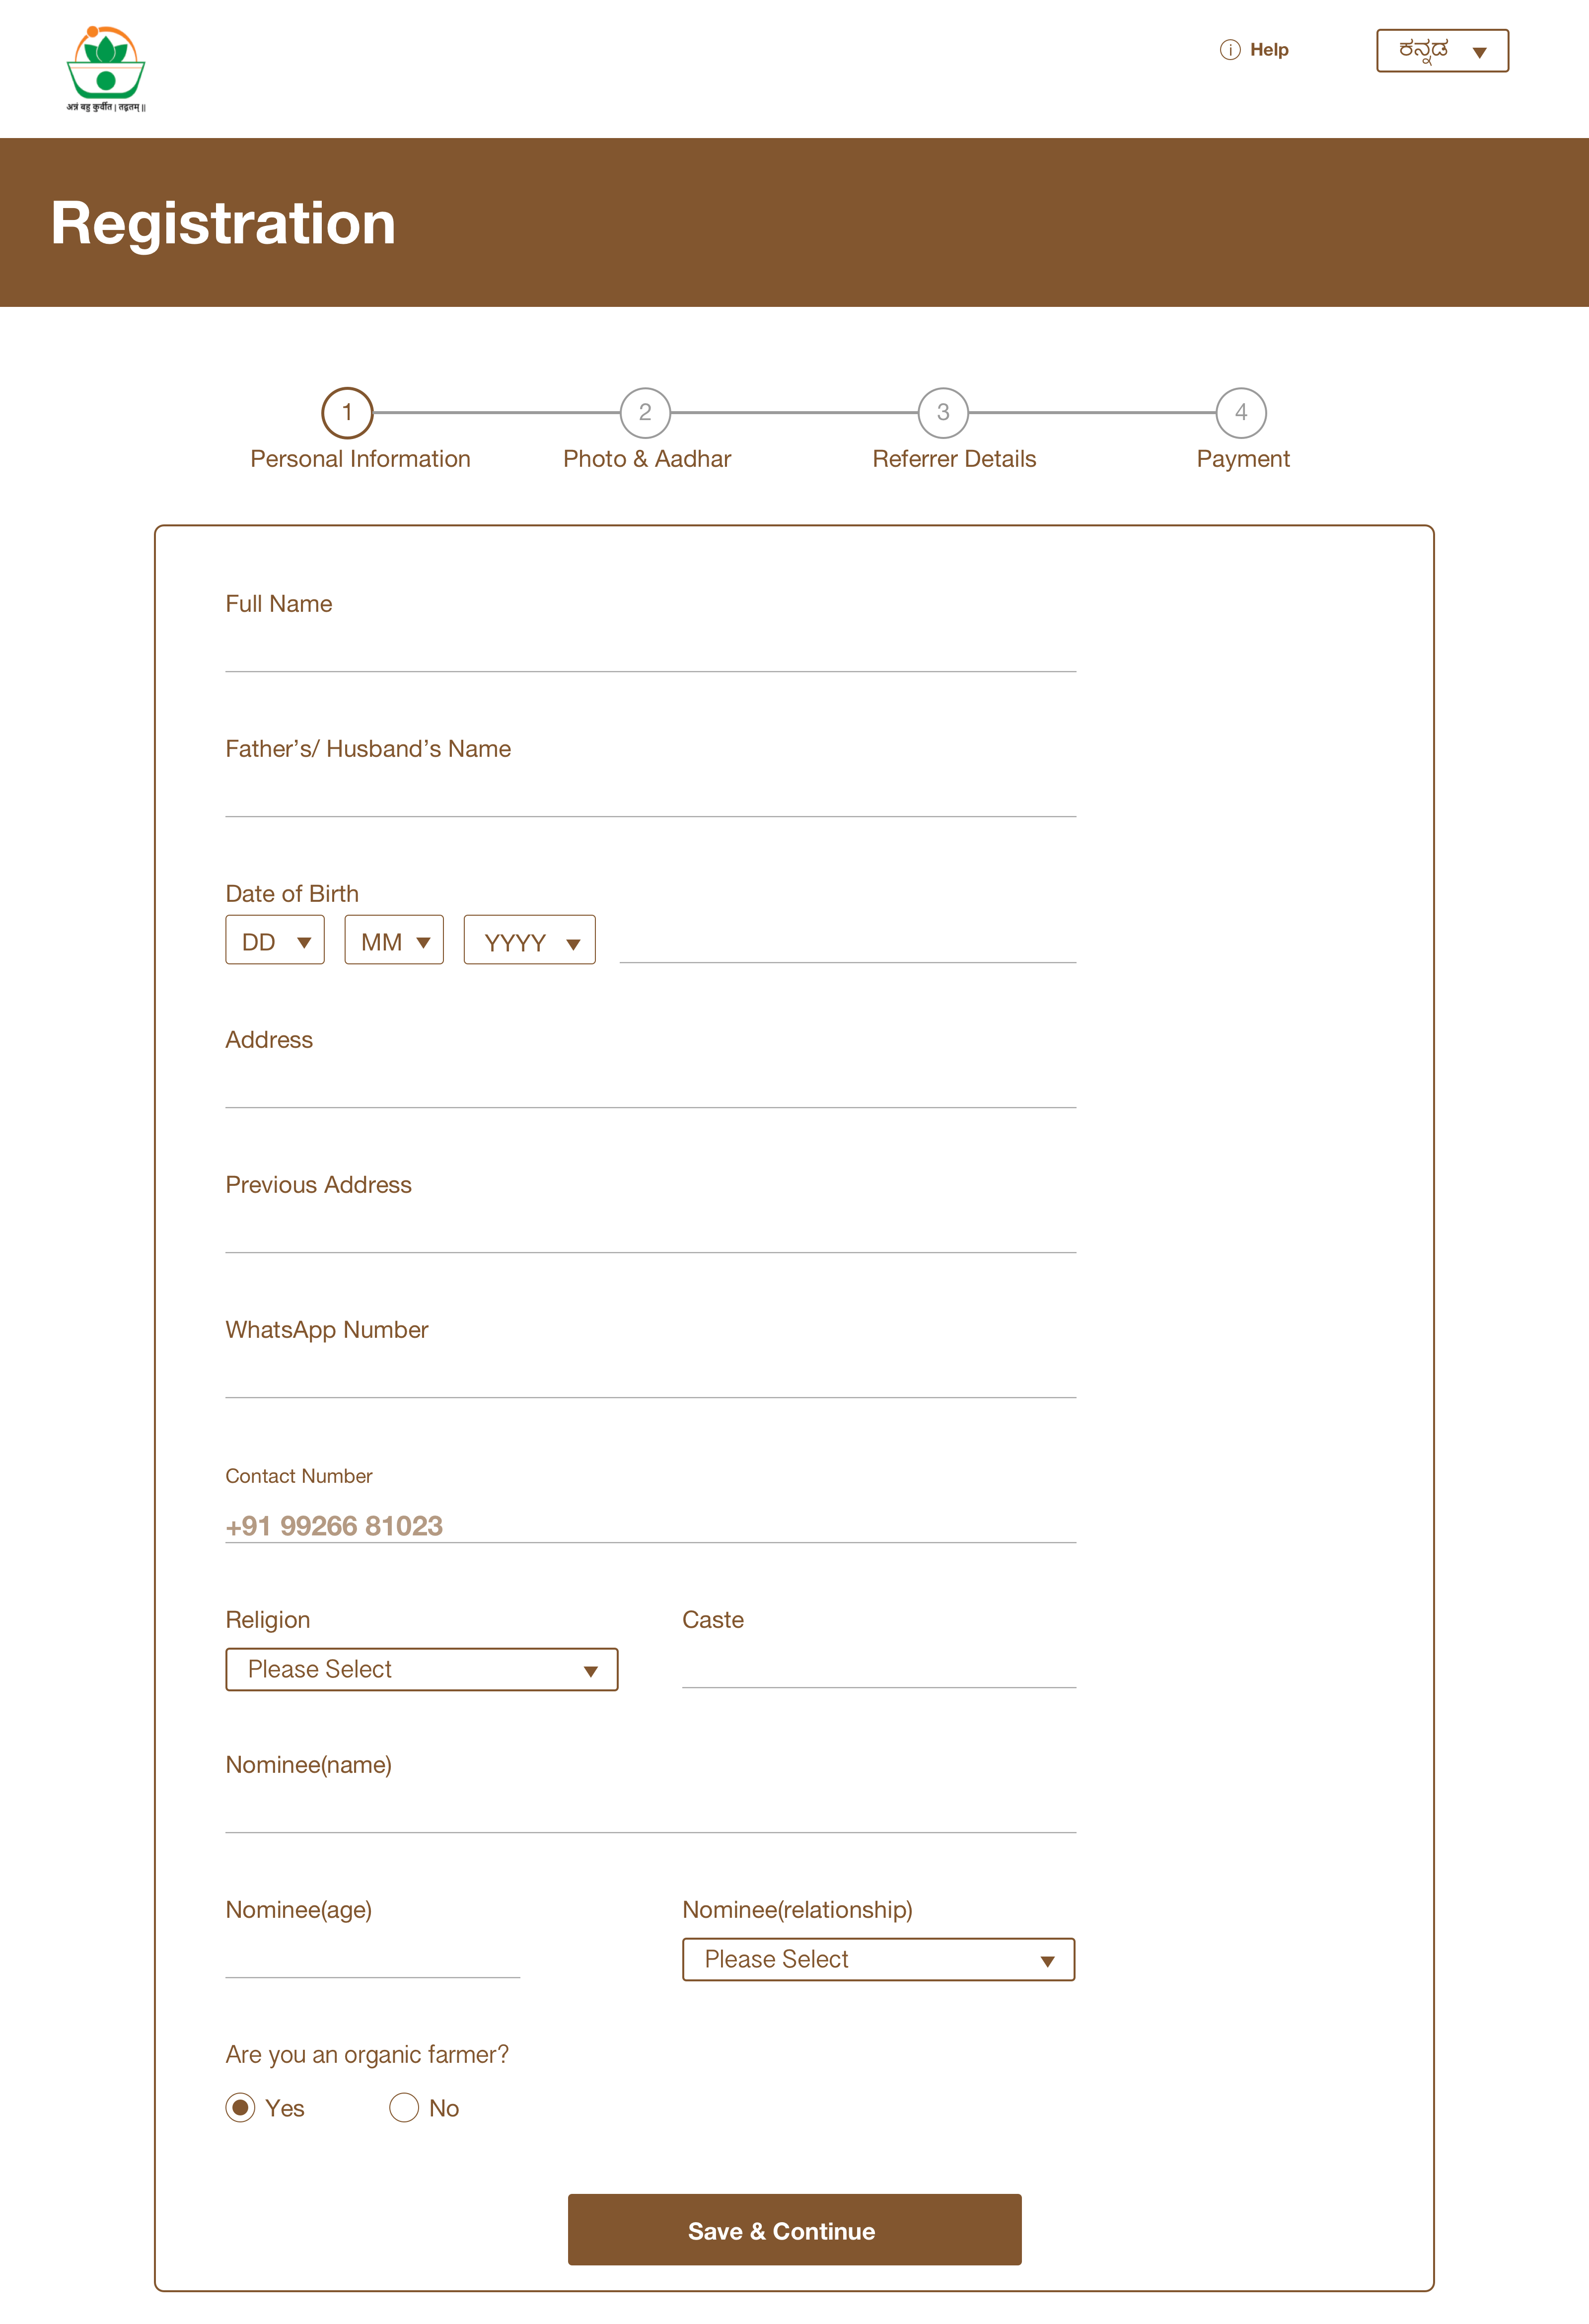 अन्नं बहु कुर्वीत | तद्व्रतम् ||
Help
ಕನ್ನಡ
Registration
1
2
3
4
Personal Information
Photo & Aadhar
Referrer Details
Payment
Full Name
Father’s/ Husband’s Name
Date of Birth
DD
MM
YYYY
Address
Previous Address
WhatsApp Number
Contact Number
+91 99266 81023
Religion
Caste
Please Select
Nominee(name)
Nominee(age)
Nominee(relationship)
Please Select
Are you an organic farmer?
Yes
No
Save & Continue